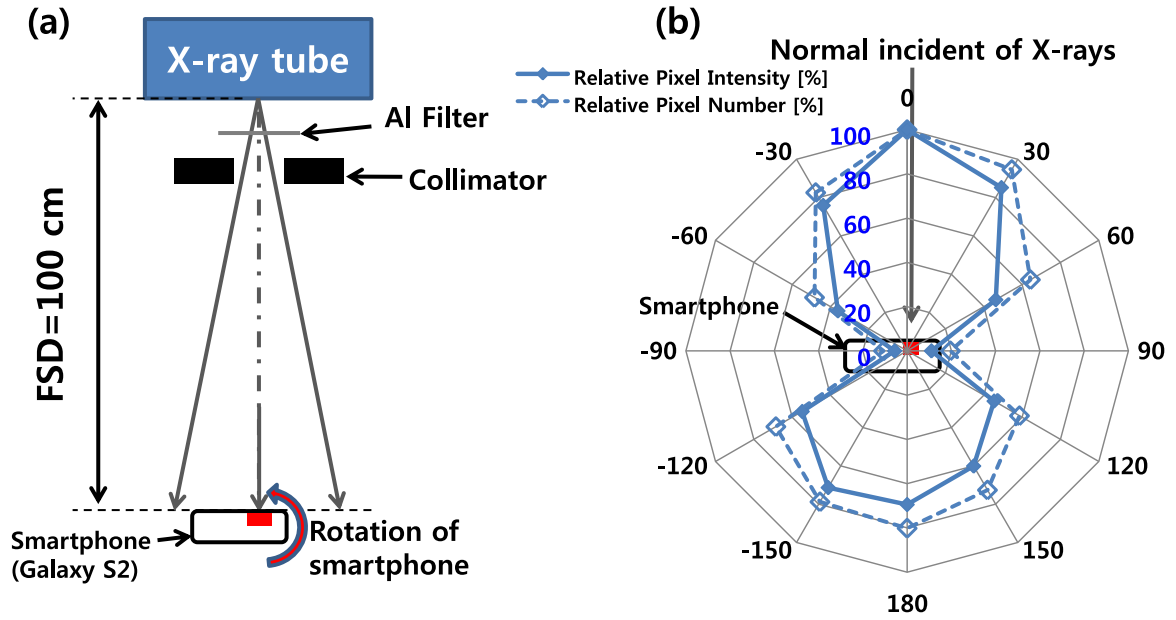 (a)
X-ray tube
Al Filter
Collimator
FSD=100 cm
Smartphone
(Galaxy S2)
Rotation of
smartphone
(b)
Normal incident of X-rays
Relative Pixel Intensity [%]
Relative Pixel Number [%]
0
30
60
90
120
150
180
-150
-120
-90
-60
-30
100
80
60
40
20
0
Smartphone